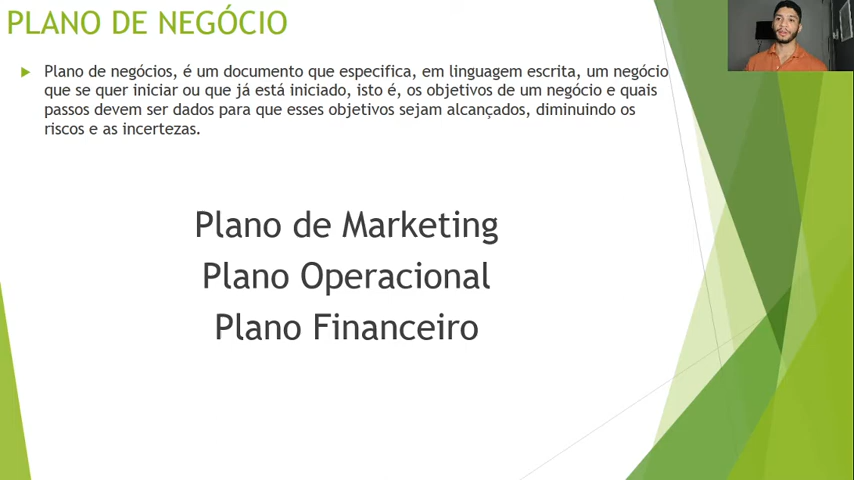 PLANO DE NEGÓCIO
Plano de negócios, é um documento que especifica, em linguagem escrita, um negócio
que se quer iniciar ou que já está iniciado, isto é, os objetivos de um negócio e quais
passos devem ser dados para que esses objetivos sejam alcançados, diminuindo os
riscos e as incertezas.
Plano de Marketing
Plano Operacional
Plano Financeiro